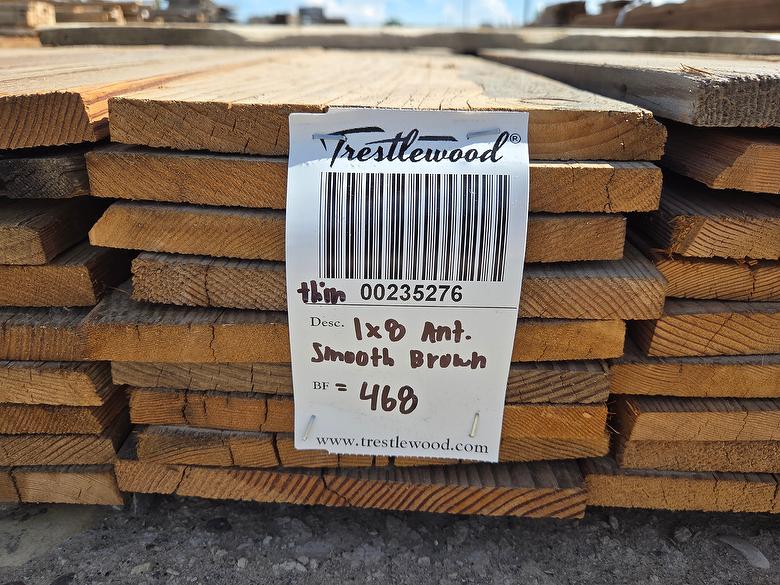 Trestlewood®
thin 00235276
Desc. 1x8 Ant.
Smooth Brown
BF = 468
www.trestlewood.com